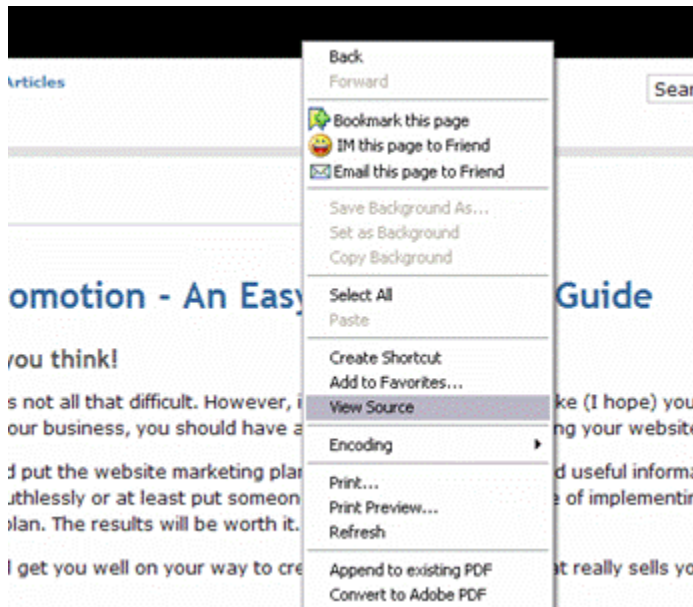 Back
Articles
Forward
Sear
Bookmark this page
IM this page to Friend
Email this page to Friend
Save Background As...
Set as Background
Copy Background
omotion - An Easy Guide
Select All
Paste
you think!
Create Shortcut
Add to Favorites...
s not all that difficult. However, i ke (I hope) you
View Source
our business, you should have a ng your website
Encoding
d put the website marketing plan d useful informa
Print...
uthlessly or at least put someon e of implementin
Print Preview...
plan. The results will be worth it.
Refresh
l get you well on your way to cre at really sells yo
Append to existing PDF
Convert to Adobe PDF